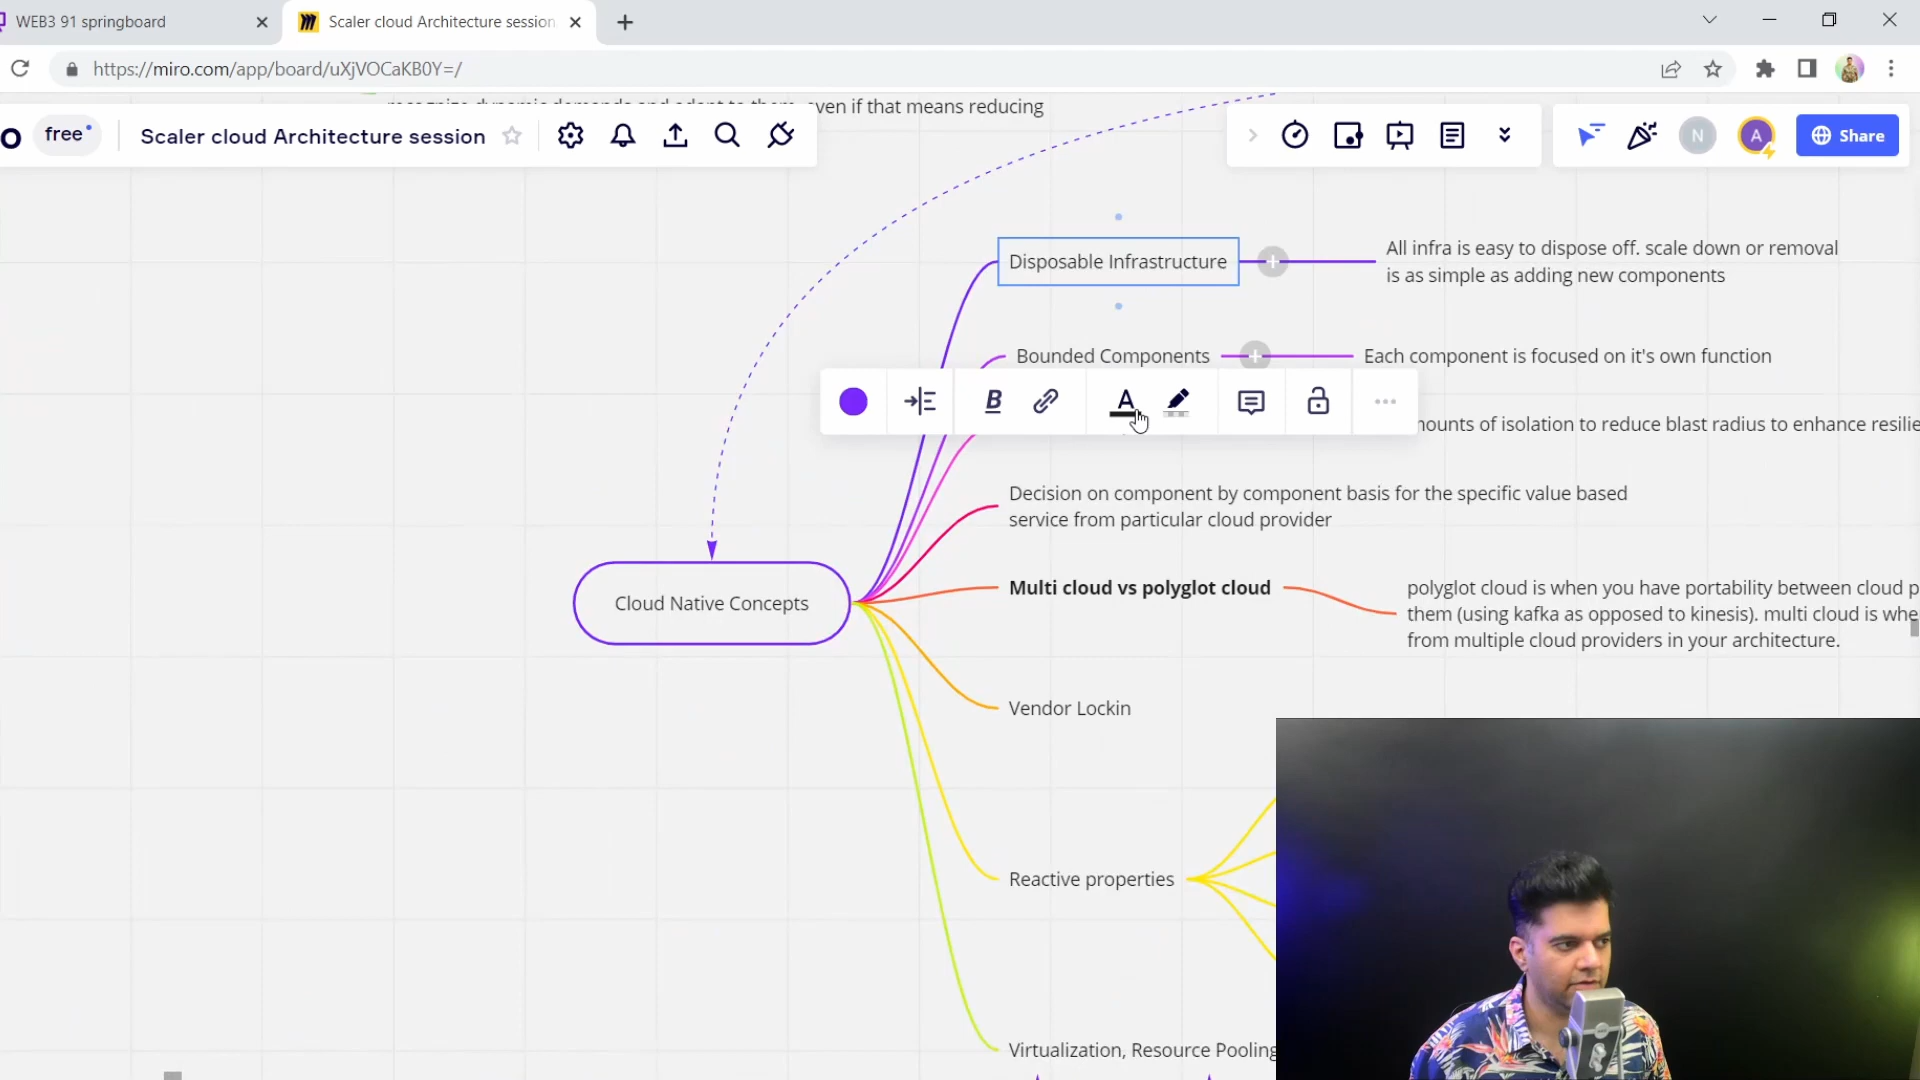 WEB3 91 springboard
Scaler cloud Architecture session
https://miro.com/app/board/uXjVOCaKB0Y=/
even if that means reducing
free
Scaler cloud Architecture session
N
A
Share
Disposable Infrastructure
All infra is easy to dispose off. scale down or removal
is as simple as adding new components
Bounded Components
Each component is focused on it's own function
B
A
of isolation to reduce blast radius to enhance
Decision on component by component basis for the specific value based
service from particular cloud provider
Cloud Native Concepts
Multi cloud vs polyglot cloud
polyglot cloud is when you have portability between cloud
them (using kafka as opposed to kinesis). multi cloud is
from multiple cloud providers in your architecture.
Vendor Lockin
Reactive properties
Virtualization, Resource Pooling